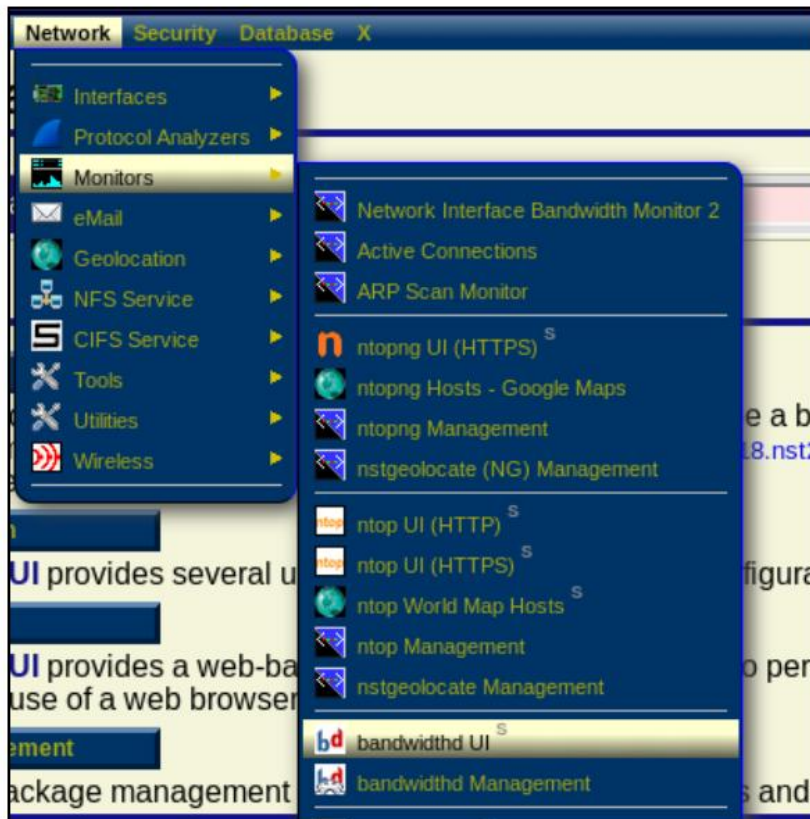 Network Security Database X
Interfaces
Protocol Analyzers
Monitors
eMail
Geolocation
NFS Service
CIFS Service
Tools
Utilities
Wireless
Network Interface Bandwidth Monitor 2
Active Connections
ARP Scan Monitor
ntopng UI (HTTPS) S
ntopng Hosts - Google Maps
ntopng Management
nstgeolocate (NG) Management
ntop UI (HTTP) S
ntop UI (HTTPS) S
ntop World Map Hosts S
ntop Management
nstgeolocate Management
bandwidthd UI S
bandwidthd Management
e a b
18.nst2
UI provides several u
figura
UI provides a web-ba
o per
use of a web browser
ement
ackage management
s and